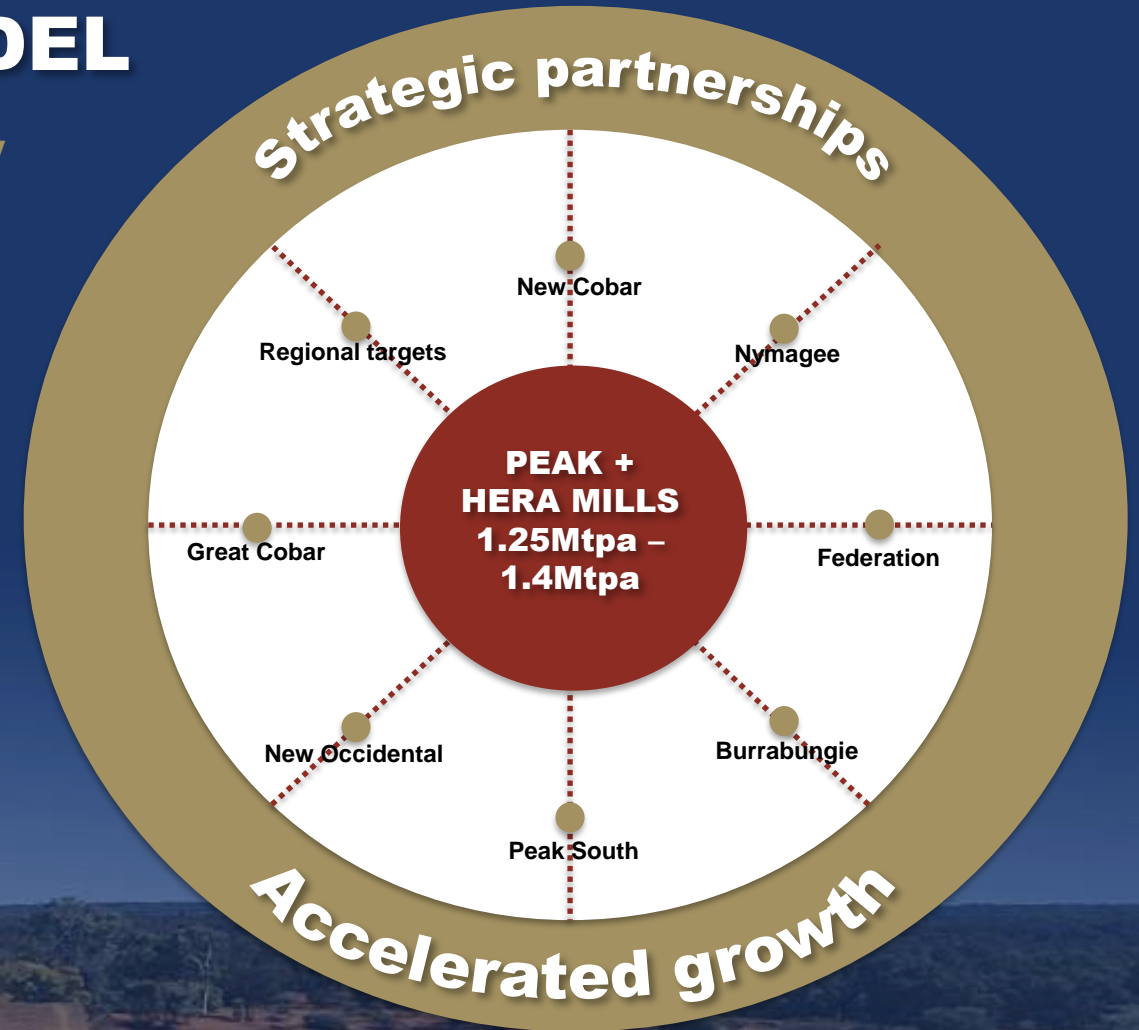 DEL
Strategic partnerships
New Cobar
Regional targets
Nymagee
PEAK +
HERA MILLS
1.25Mtpa –
1.4Mtpa
Great Cobar
Federation
New Occidental
Burrabungie
Peak South
Accelerated growth